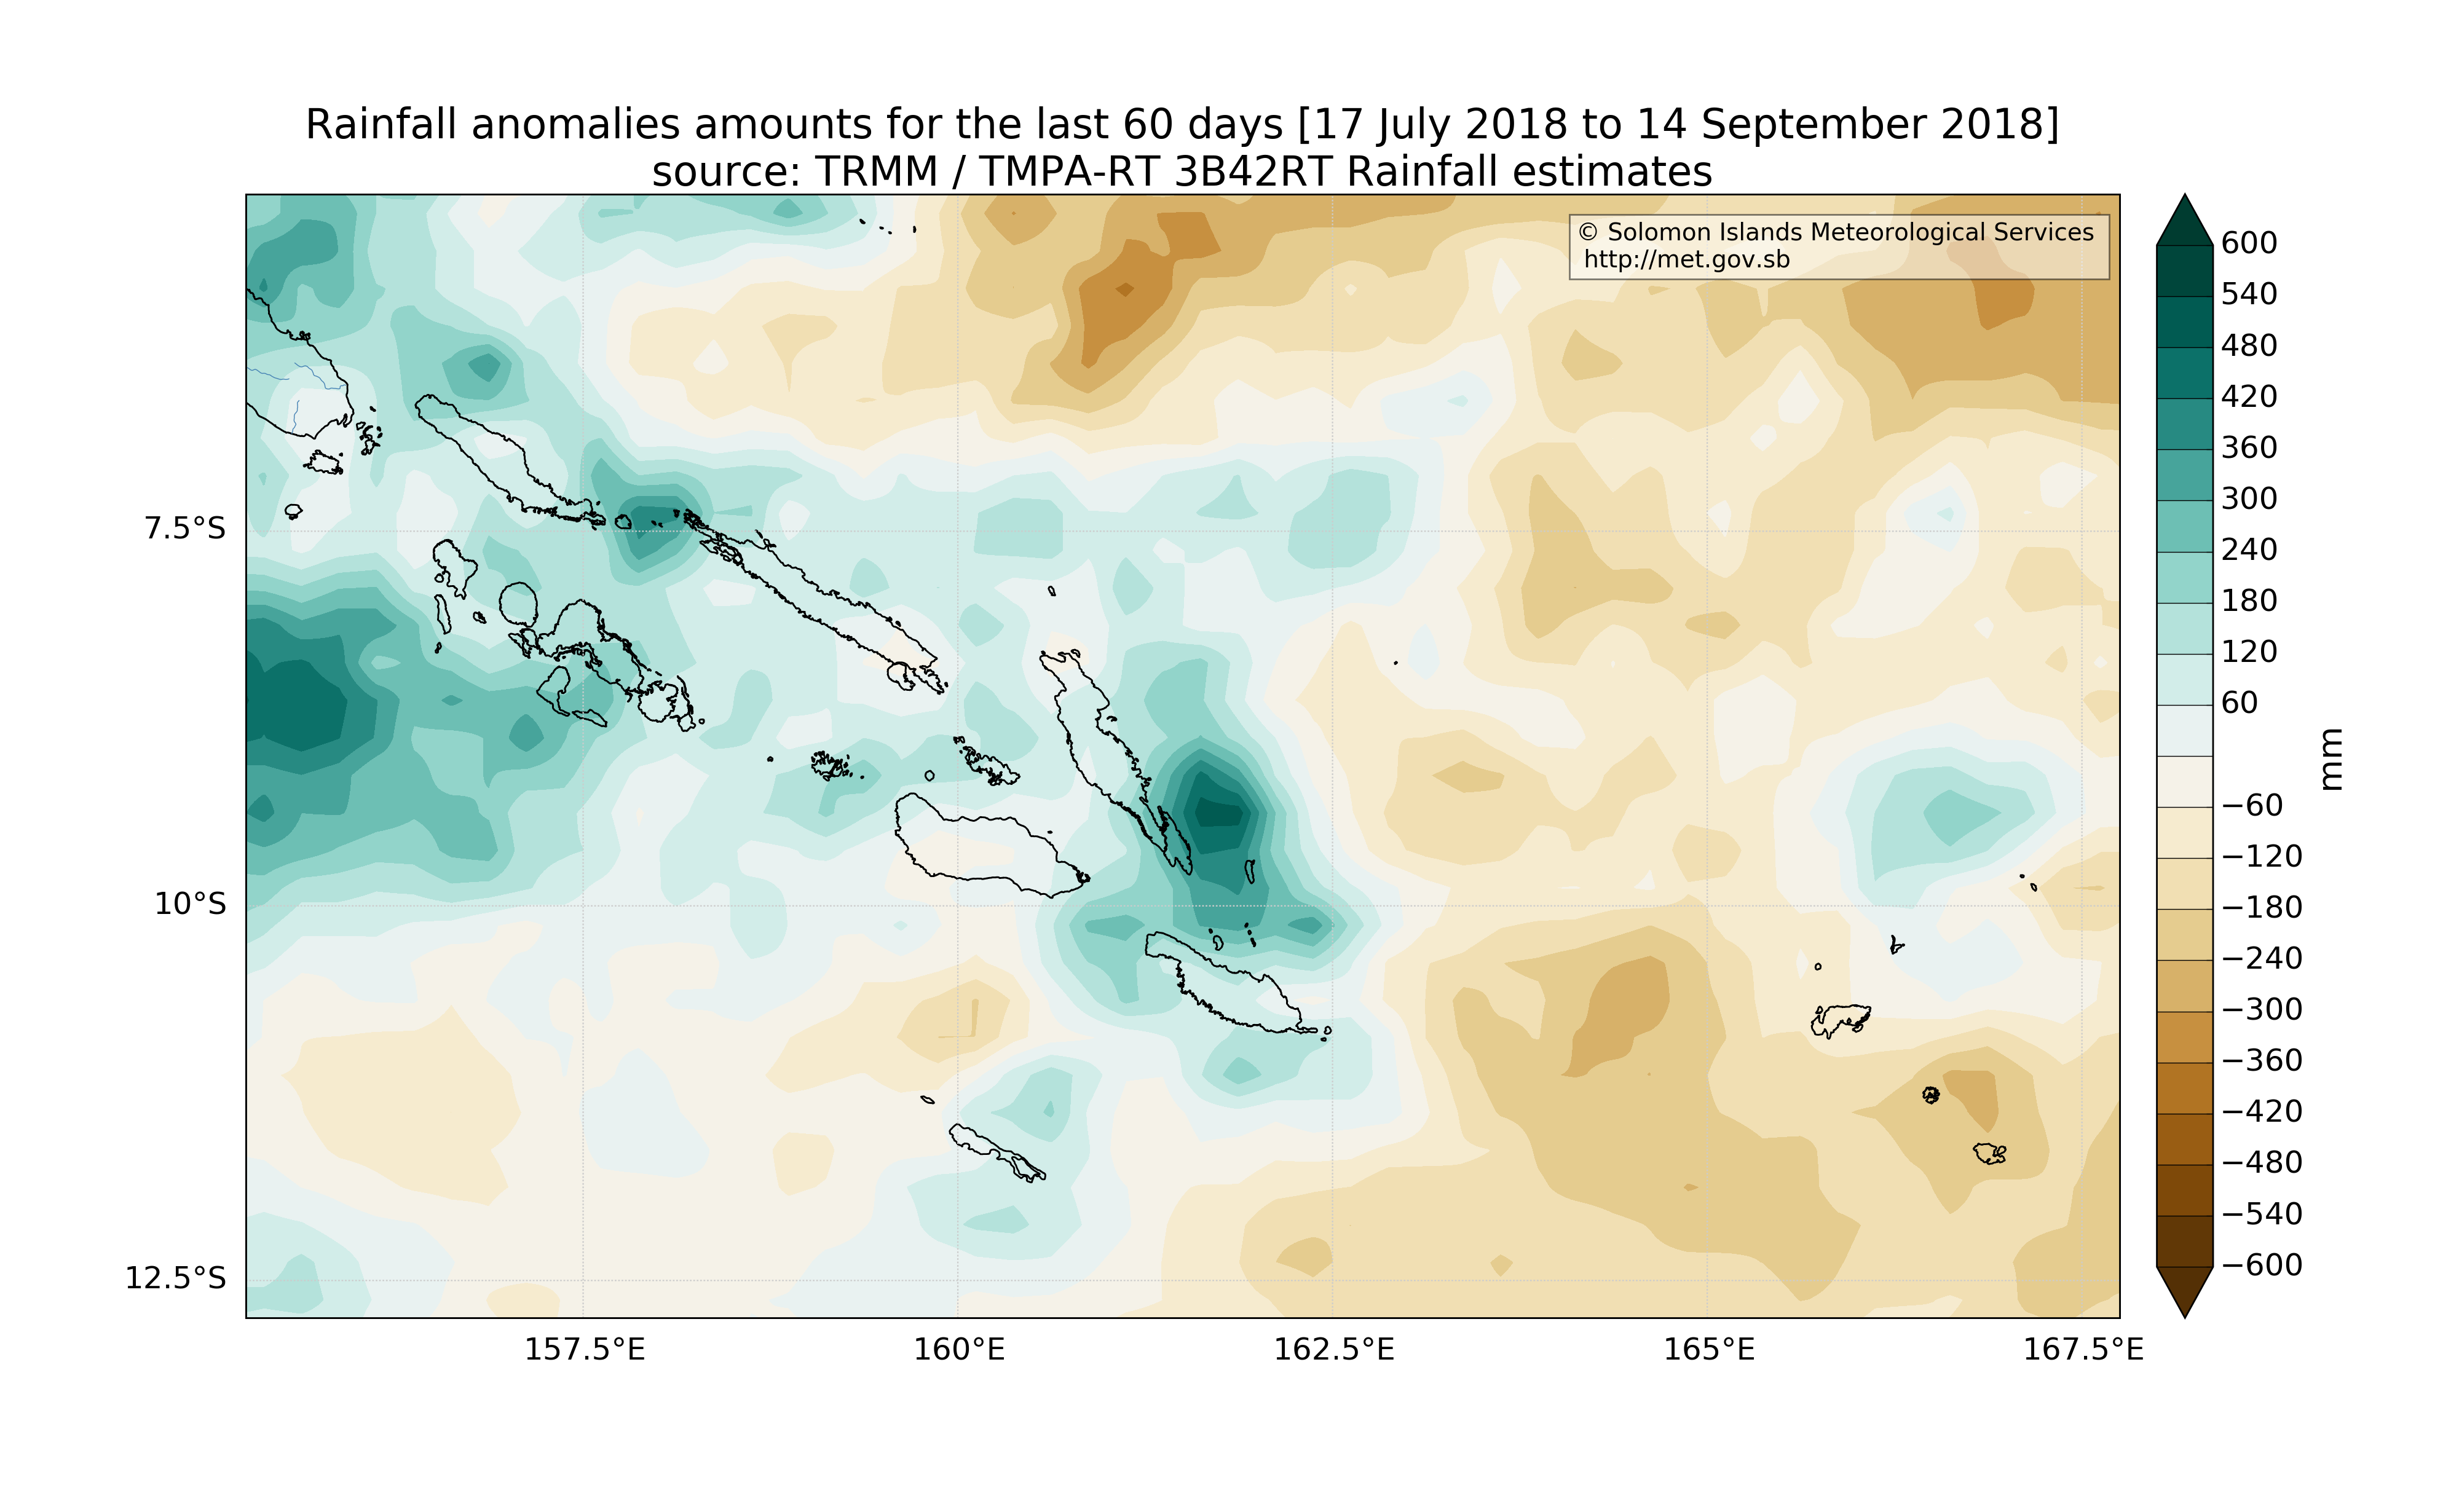 Rainfall anomalies amounts for the last 60 days [17 July 2018 to 14 September 2018]
source: TRMM / TMPA-RT 3B42RT Rainfall estimates
© Solomon Islands Meteorological Services
http://met.gov.sb
7.5°S
10°S
12.5°S
157.5°E
160°E
162.5°E
165°E
167.5°E
600
540
480
420
360
300
240
180
120
60
−60
−120
−180
−240
−300
−360
−420
−480
−540
−600
mm